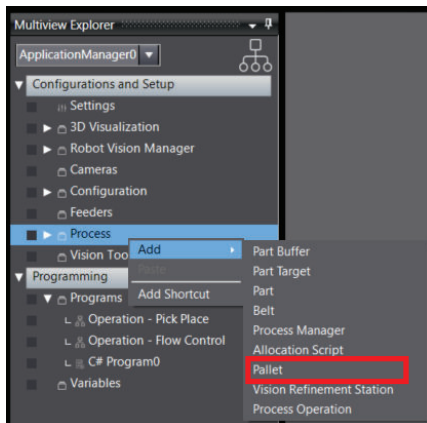 Multiview Explorer
ApplicationManager0
Configurations and Setup
Settings
3D Visualization
Robot Vision Manager
Cameras
Configuration
Feeders
Process
Vision Too
Programming
Programs
Operation - Pick Place
Operation - Flow Control
C# Program0
Variables
Add
Paste
Add Shortcut
Part Buffer
Part Target
Part
Belt
Process Manager
Allocation Script
Pallet
Vision Refinement Station
Process Operation